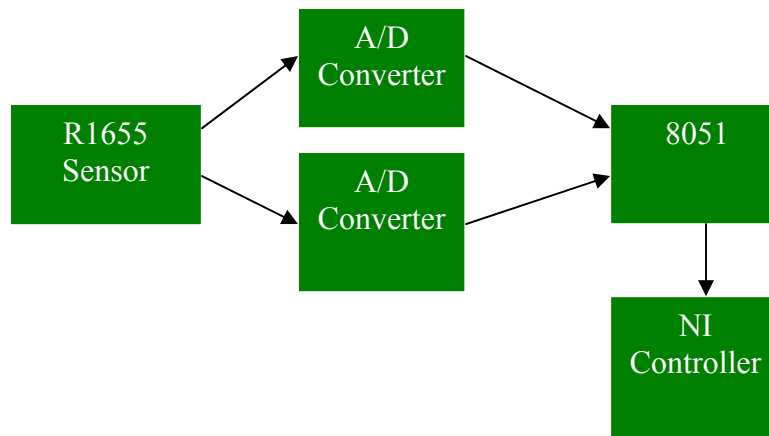 R1655
Sensor
A/D
Converter
A/D
Converter
8051
NI
Controller